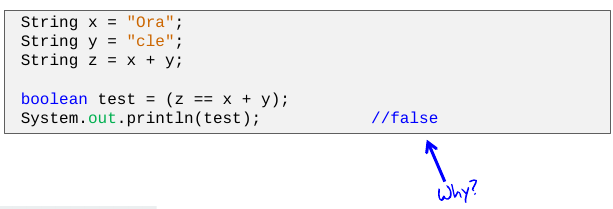 String x = "Ora";
String y = "cle";
String z = x + y;
boolean test = (z == x + y);
System.out.println(test); //false
Why?